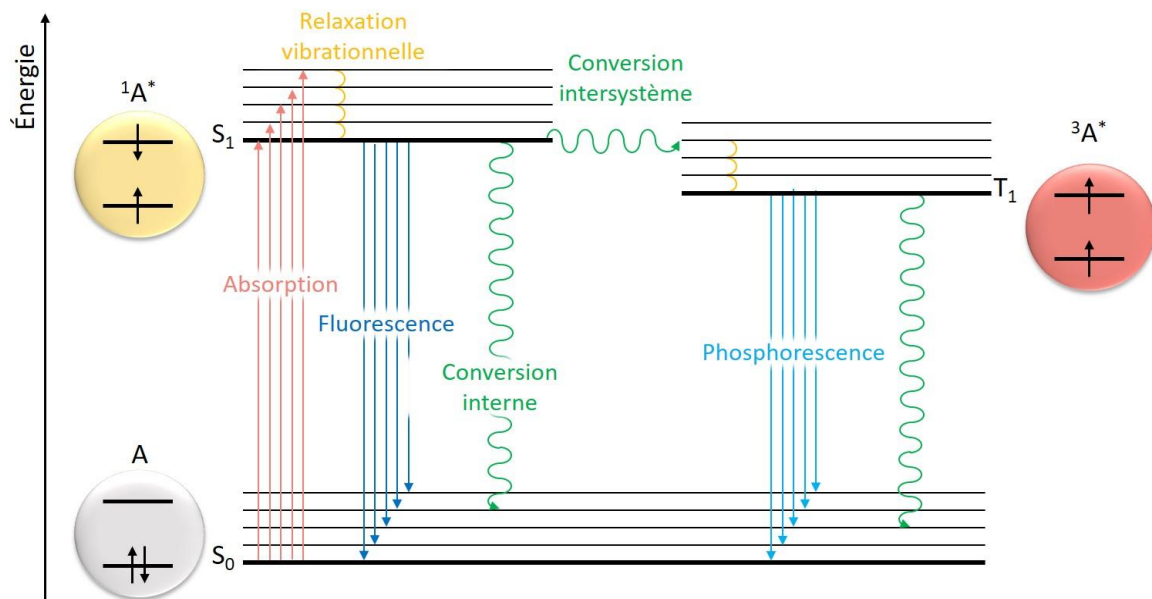 Énergie
Relaxation
vibrationnelle
Conversion
intersystème
¹A*
S₁
³A*
T₁
Absorption
Fluorescence
Phosphorescence
Conversion
interne
A
S₀